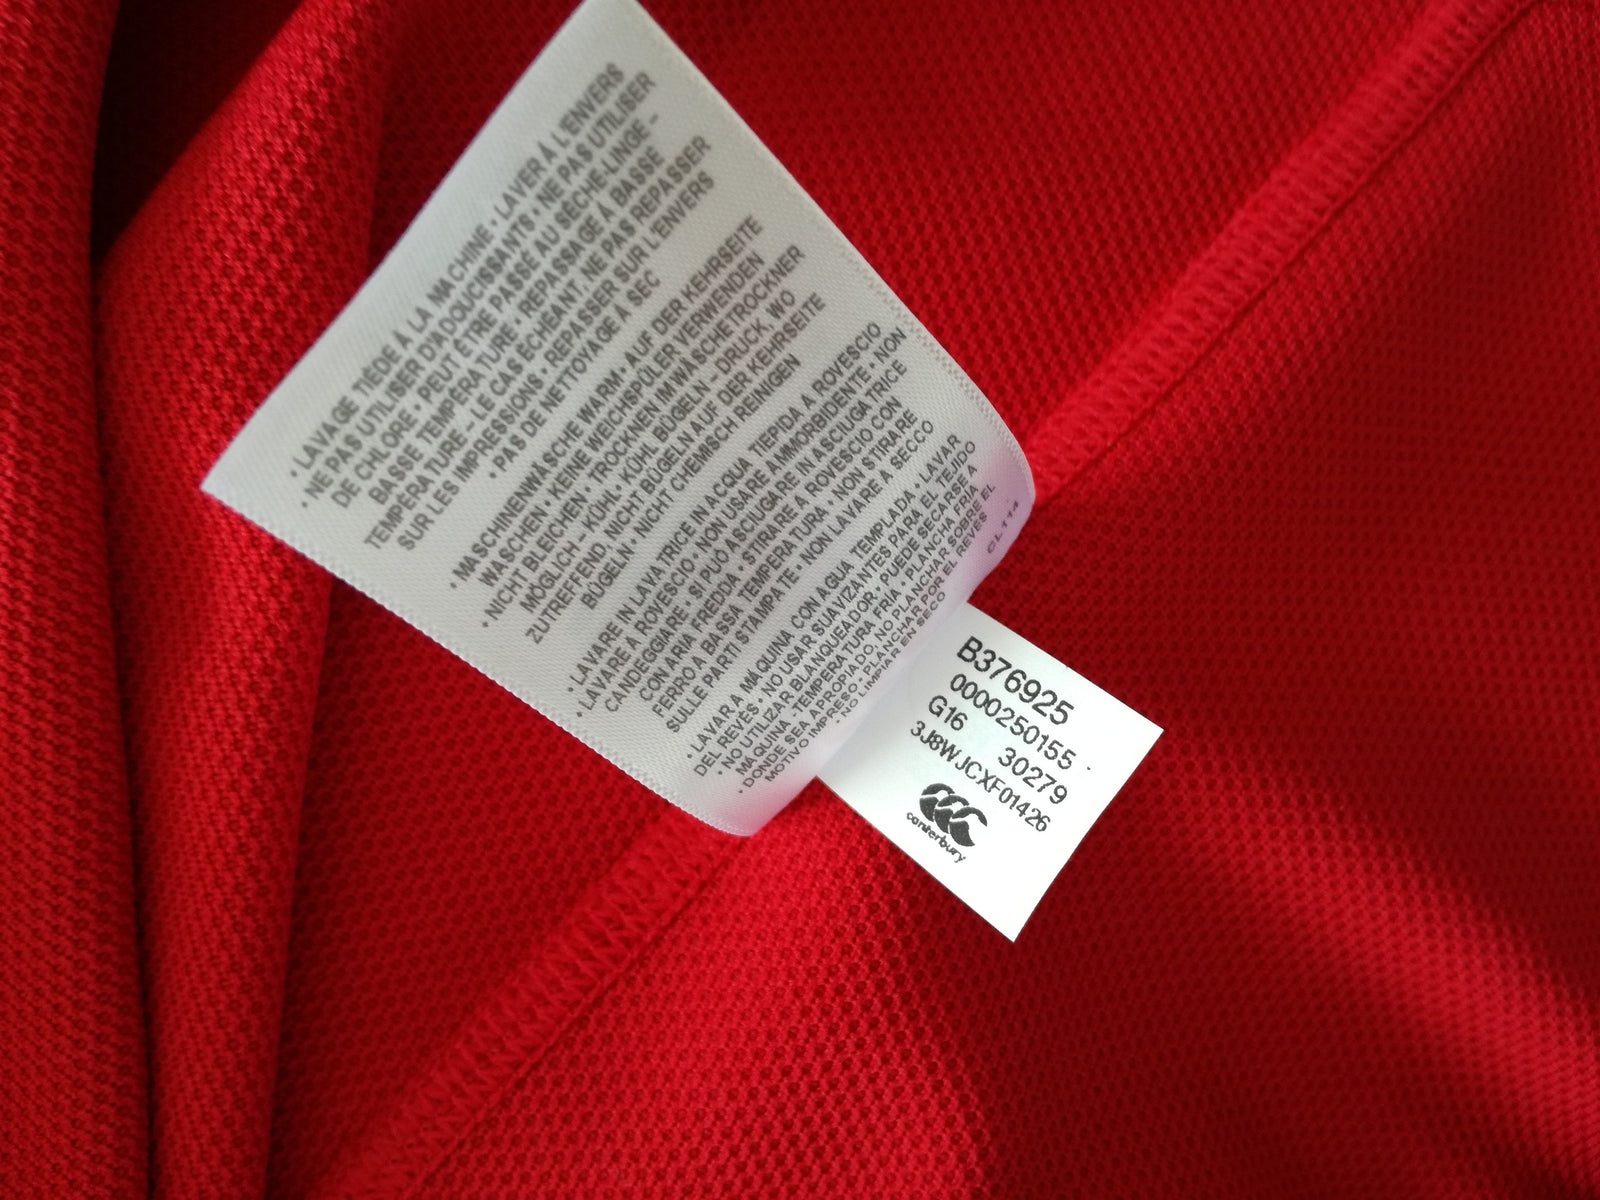 • LAVAGE TIÈDE À LA MACHINE • LAVER À L'ENVERS
• NE PAS UTILISER D'ADOUCISSANTS • NE PAS UTILISER
DE CHLORE • PEUT ÊTRE PASSÉ AU SÈCHE-LINGE –
BASSE TEMPÉRATURE • REPASSAGE À BASSE
TEMPÉRATURE – LE CAS ÉCHÉANT, NE PAS REPASSER
SUR LES IMPRESSIONS • REPASSER SUR L'ENVERS
• PAS DE NETTOYAGE À SEC
• MASCHINENWÄSCHE WARM • AUF DER KEHRSEITE
WASCHEN • KEINE WEICHSPÜLER VERWENDEN
• NICHT BLEICHEN • TROCKNEN IM WÄSCHETROCKNER
MÖGLICH – KÜHL • KÜHL BÜGELN – DRUCK, WO
ZUTREFFEND, NICHT BÜGELN AUF DER KEHRSEITE
BÜGELN • NICHT CHEMISCH REINIGEN
• LAVARE IN LAVATRICE IN ACQUA TIEPIDA A ROVESCIO
• LAVARE A ROVESCIO • NON USARE AMMORBIDENTE • NON
CANDEGGIARE • SI PUÒ ASCIUGARE IN ASCIUGATRICE
CON ARIA FREDDA • STIRARE A ROVESCIO CON
FERRO A BASSA TEMPERATURA • NON STIRARE
SULLE PARTI STAMPATE • NON LAVARE A SECCO
• LAVAR A MÁQUINA CON AGUA TEMPLADA • LAVAR
DEL REVÉS • NO USAR SUAVIZANTES PARA EL TEJIDO
• NO UTILIZAR BLANQUEADOR • PUEDE SECARSE A
MÁQUINA - TEMPERATURA FRÍA • PLANCHA FRÍA
• DONDE SEA APROPIADO, NO PLANCHAR SOBRE EL
MOTIVO IMPRESO • PLANCHAR POR EL REVÉS
• NO LIMPIAR EN SECO
CL114
B376925
0000250155
G16 30279
3J8WJCXF01426
canterbury